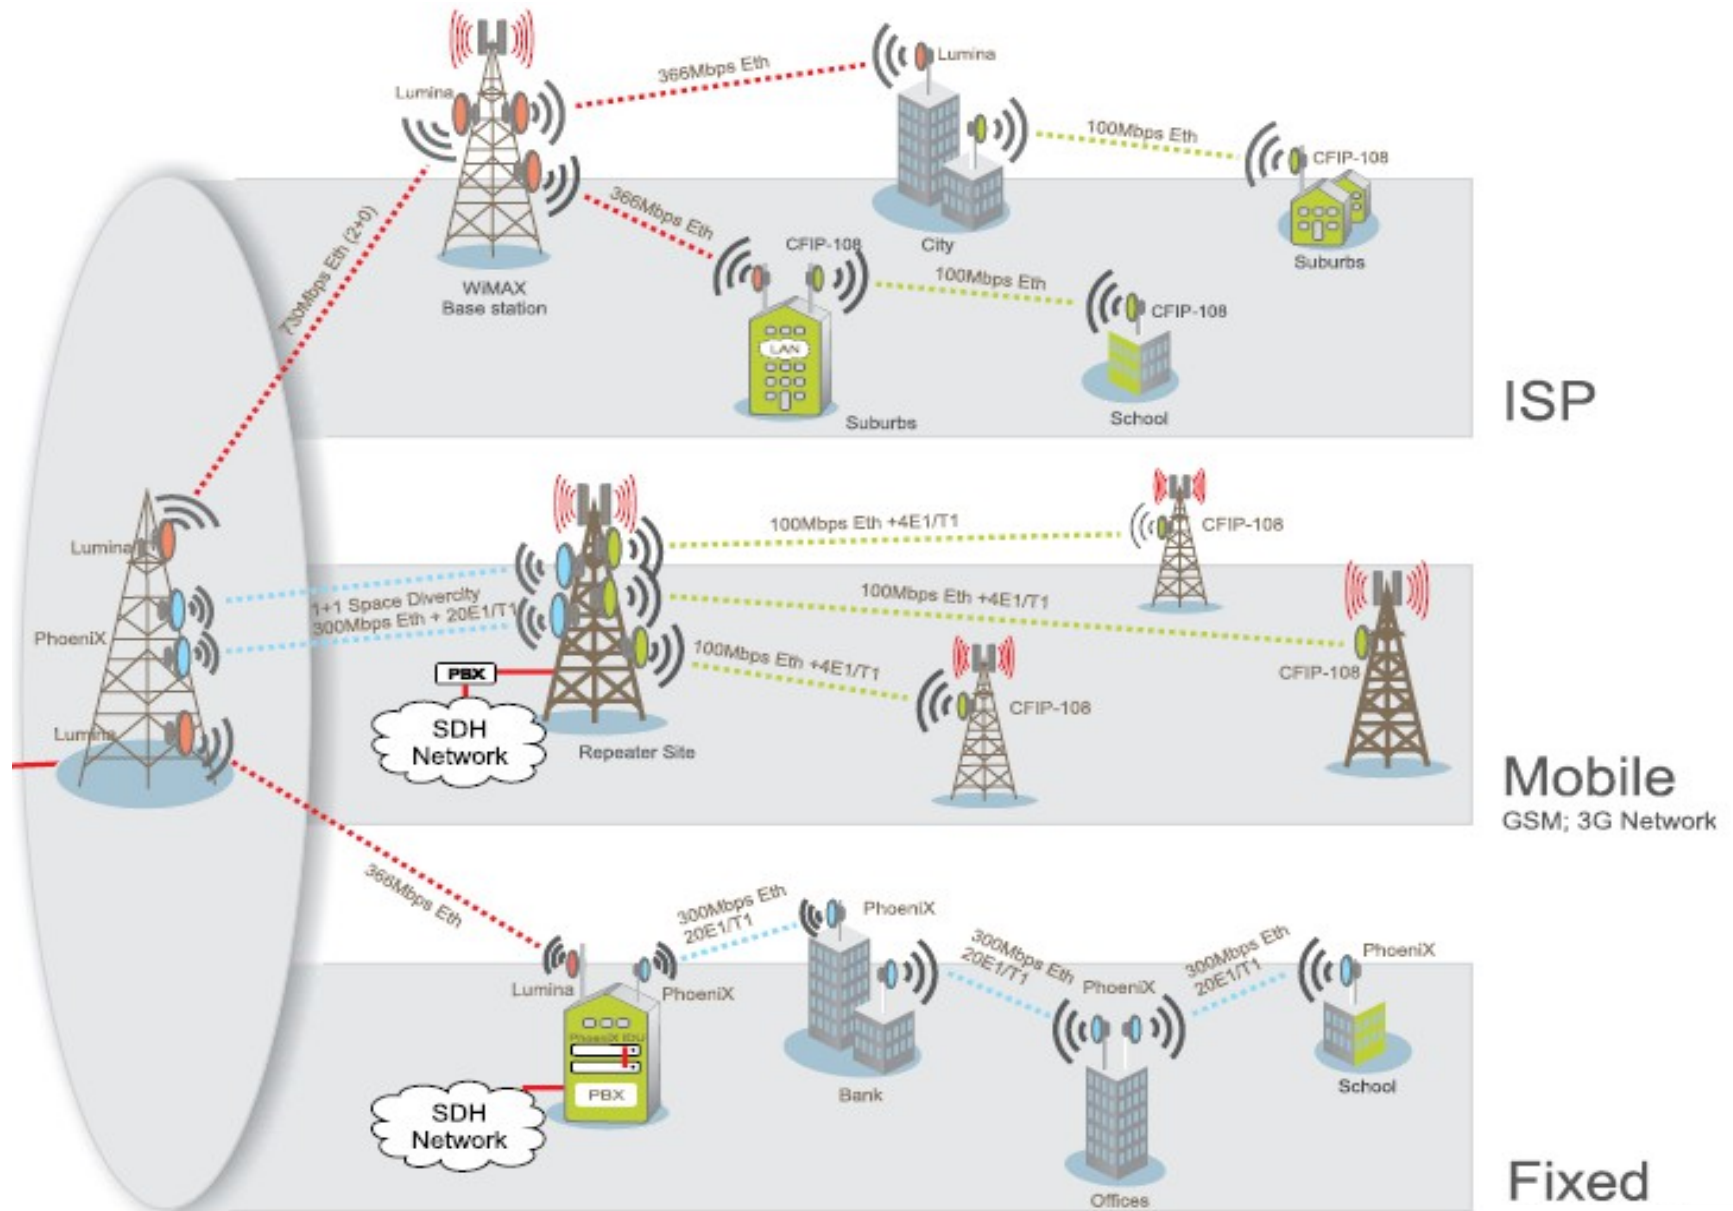 Lumina
366Mbps Eth
Lumina
100Mbps Eth
CFIP-108
730Mbps Eth (2+0)
366Mbps Eth
City
Suburbs
WiMAX
Base station
CFIP-108
100Mbps Eth
CFIP-108
LAN
Suburbs
School
ISP
Lumina
PhoeniX
Lumina
1+1 Space Divercity
300Mbps Eth + 20E1/T1
100Mbps Eth +4E1/T1
CFIP-108
100Mbps Eth +4E1/T1
CFIP-108
100Mbps Eth +4E1/T1
CFIP-108
PBX
SDH
Network
Repeater Site
Mobile
GSM; 3G Network
366Mbps Eth
Lumina
300Mbps Eth
20E1/T1
PhoeniX
PhoeniX
300Mbps Eth
20E1/T1
PhoeniX
300Mbps Eth
20E1/T1
PhoeniX
PhoeniX IDU
PBX
SDH
Network
Bank
Offices
School
Fixed